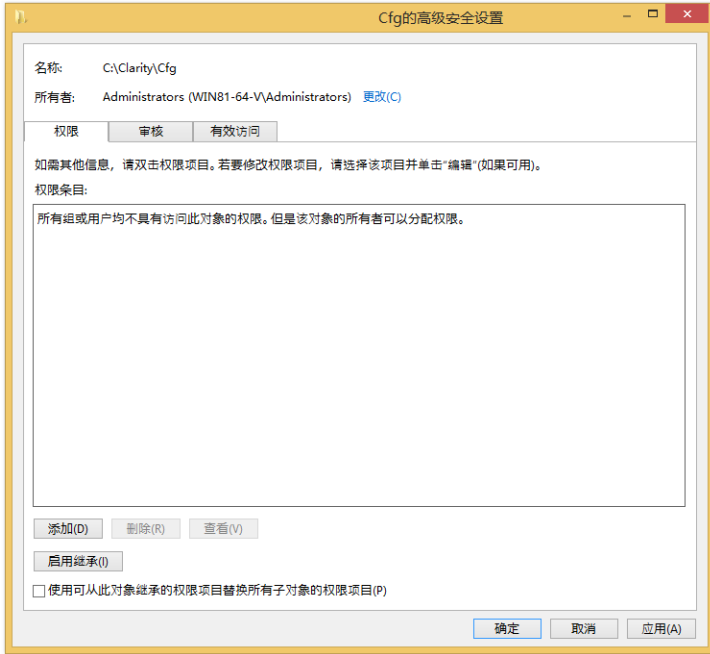 Cfg的高级安全设置
名称: C:\Clarity\Cfg
所有者: Administrators (WIN81-64-V\Administrators) 更改(C)
权限 审核 有效访问
如需其他信息，请双击权限项目。若要修改权限项目，请选择该项目并单击"编辑"(如果可用)。
权限条目:
所有组或用户均不具有访问此对象的权限。但是该对象的所有者可以分配权限。
添加(D) 删除(R) 查看(V)
启用继承(I)
使用可从此对象继承的权限项目替换所有子对象的权限项目(P)
确定 取消 应用(A)